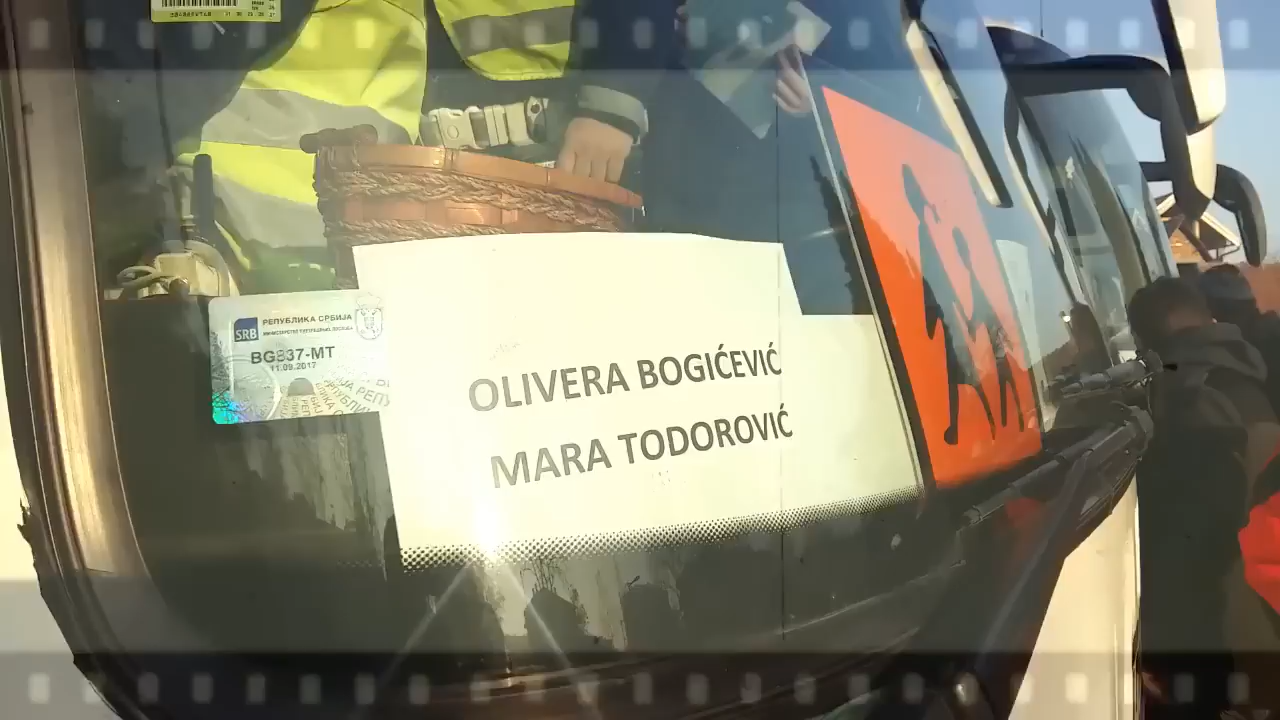 SRB
РЕПУБЛИКА СРБИЈА
BG837-MT
11.09.2017
OLIVERA BOGIĆEVIĆ
MARA TODOROVIĆ